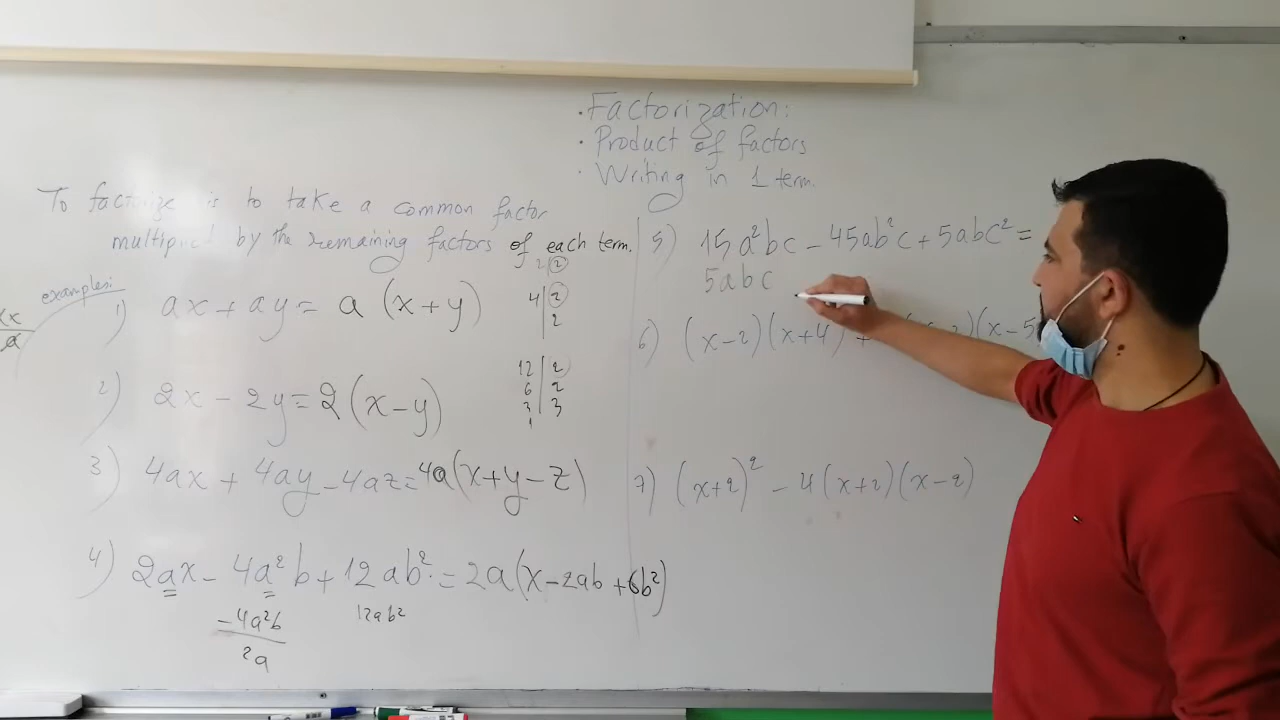 · Factorization:
· Product of factors
· Writing in 1 term.
To factorize is to take a common factor
multiplied by the remaining factors of each term.
examples:
1) ax + ay = a (x+y)
2) 2x - 2y = 2(x-y)
3) 4ax + 4ay - 4az = 4a(x+y-z)
4) 2ax - 4a²b + 12ab² = 2a(x-2ab+6b²)
-4a²b
2a
12ab²
2 | 2
4 | 2
2
12 | 2
6 | 2
3 | 3
1
5) 15a²bc - 45ab²c + 5abc² =
5abc
6) (x-2)(x+4) + (x-5
7) (x+2)² - 4(x+2)(x-2)